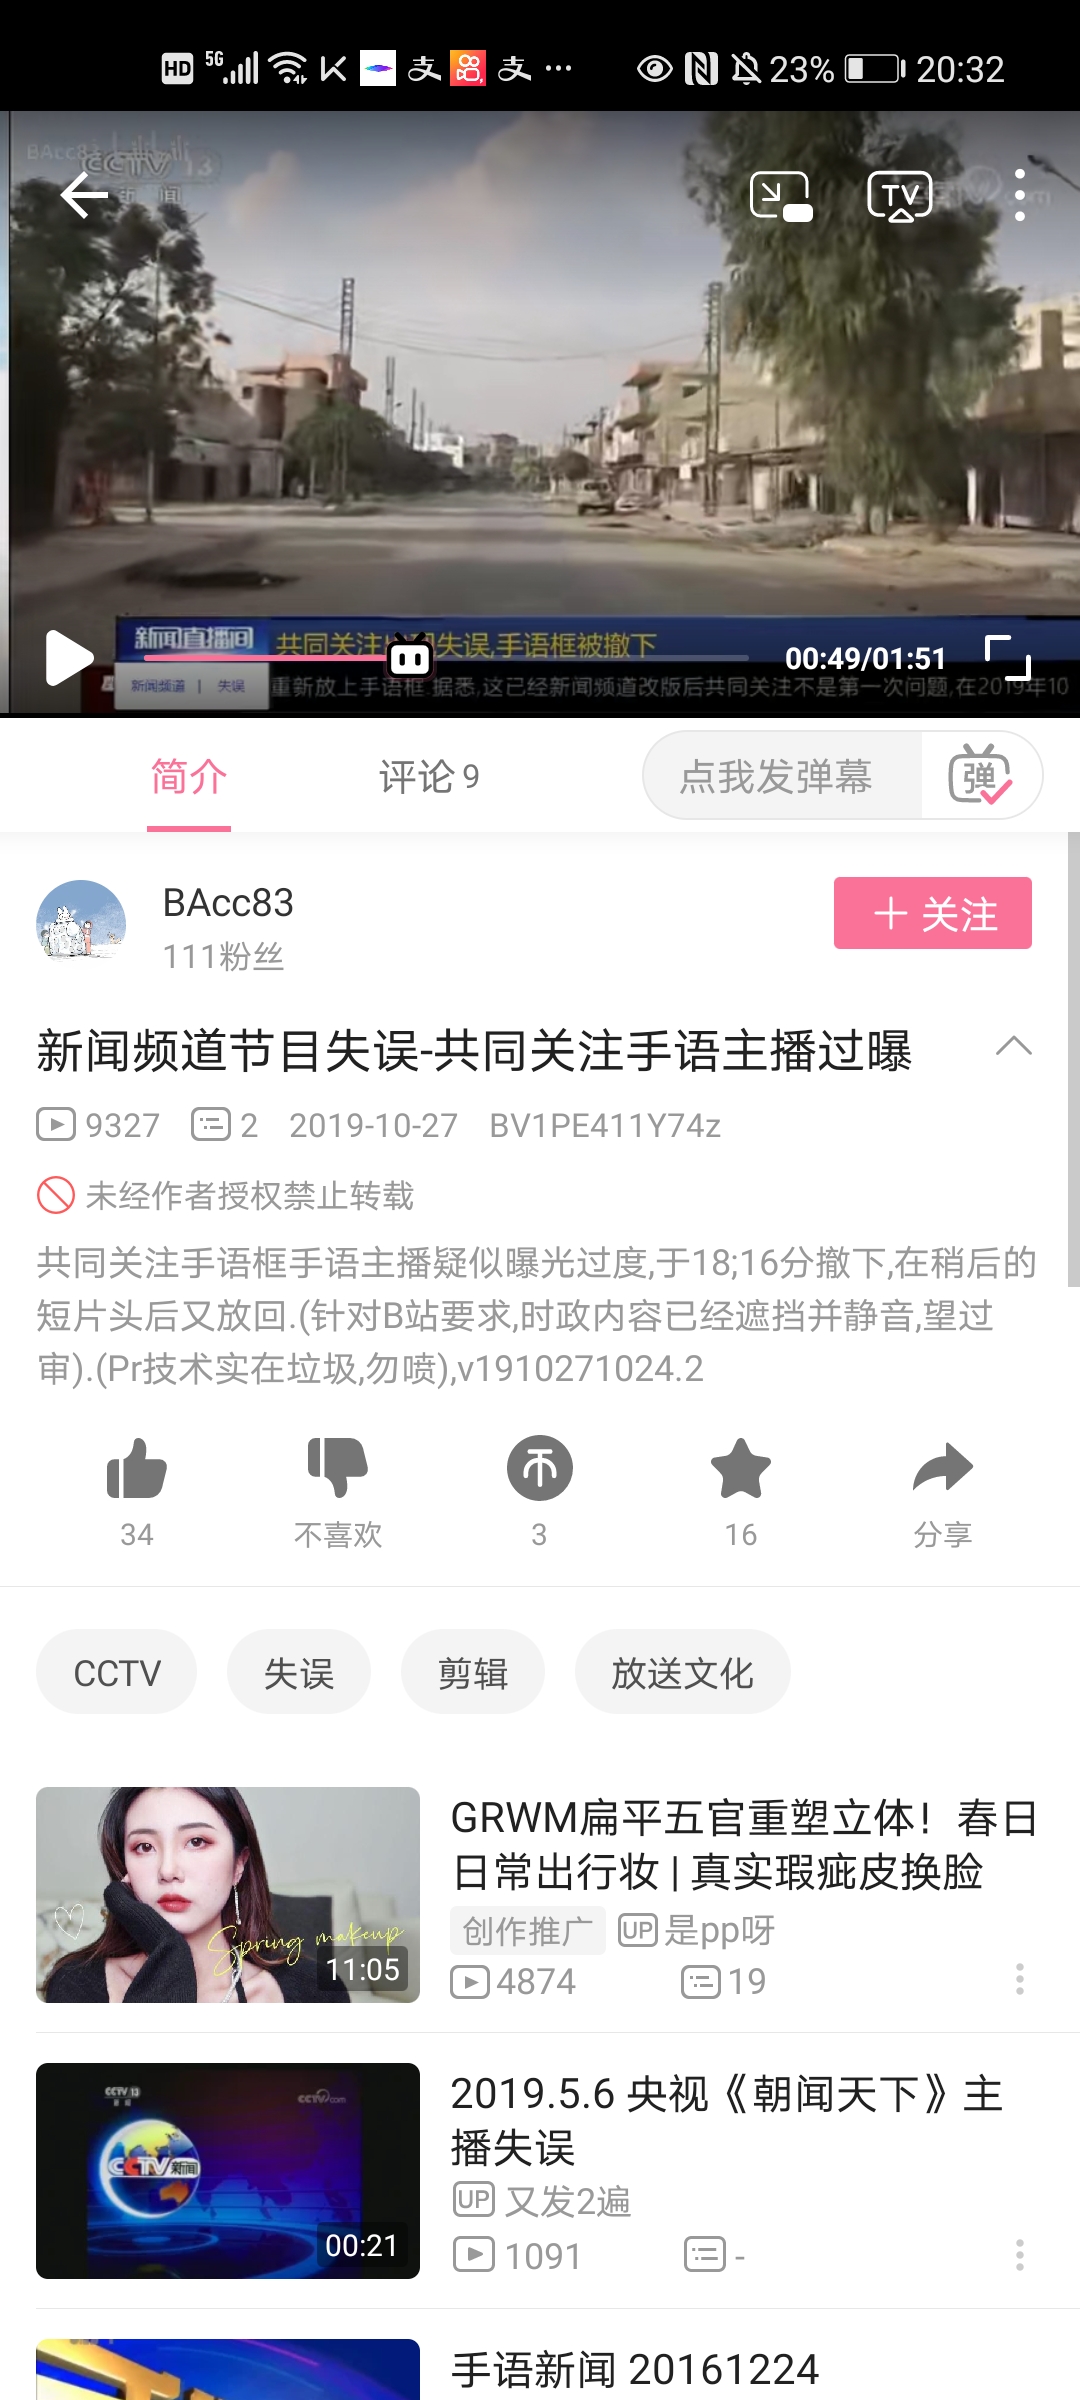 HD 5G 23% 20:32
BAcc83
CCTV 13
新闻
TV
新闻直播间
共同关注
失误,手语框被撤下
00:49/01:51
新闻频道 | 失误
重新放上手语框.据悉,这已经新闻频道改版后共同关注不是第一次问题,在2019年10
简介
评论 9
点我发弹幕
弹
BAcc83
111粉丝
+ 关注
新闻频道节目失误-共同关注手语主播过曝
9327 2 2019-10-27 BV1PE411Y74z
未经作者授权禁止转载
共同关注手语框手语主播疑似曝光过度,于18;16分撤下,在稍后的
短片头后又放回.(针对B站要求,时政内容已经遮挡并静音,望过
审).(Pr技术实在垃圾,勿喷),v1910271024.2
34
不喜欢
3
16
分享
CCTV
失误
剪辑
放送文化
Spring makeup
11:05
GRWM扁平五官重塑立体！春日
日常出行妆 | 真实瑕疵皮换脸
创作推广 UP 是pp呀
4874 19
CCTV 13
新闻
CCTV.com
CCTV新闻
00:21
2019.5.6 央视《朝闻天下》主
播失误
UP 又发2遍
1091 -
手语新闻 20161224